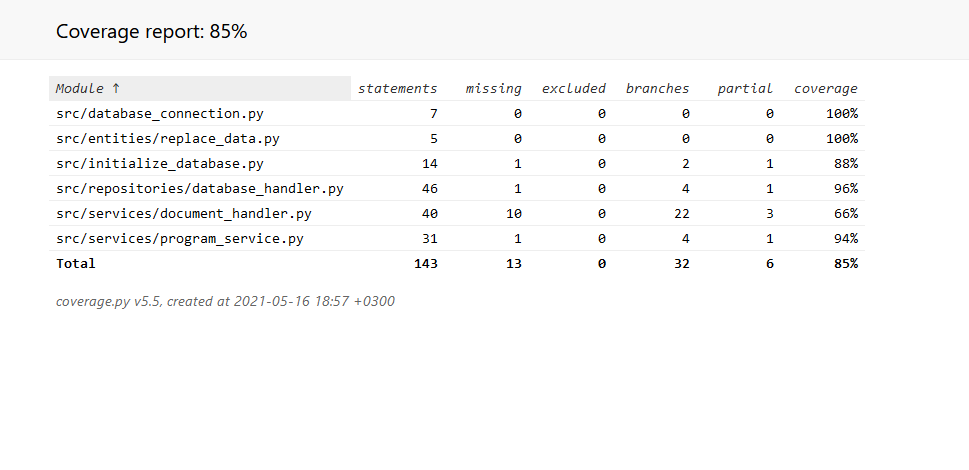 Coverage report: 85%
Module ↑ statements missing excluded branches partial coverage
src/database_connection.py 7 0 0 0 0 100%
src/entities/replace_data.py 5 0 0 0 0 100%
src/initialize_database.py 14 1 0 2 1 88%
src/repositories/database_handler.py 46 1 0 4 1 96%
src/services/document_handler.py 40 10 0 22 3 66%
src/services/program_service.py 31 1 0 4 1 94%
Total 143 13 0 32 6 85%
coverage.py v5.5, created at 2021-05-16 18:57 +0300